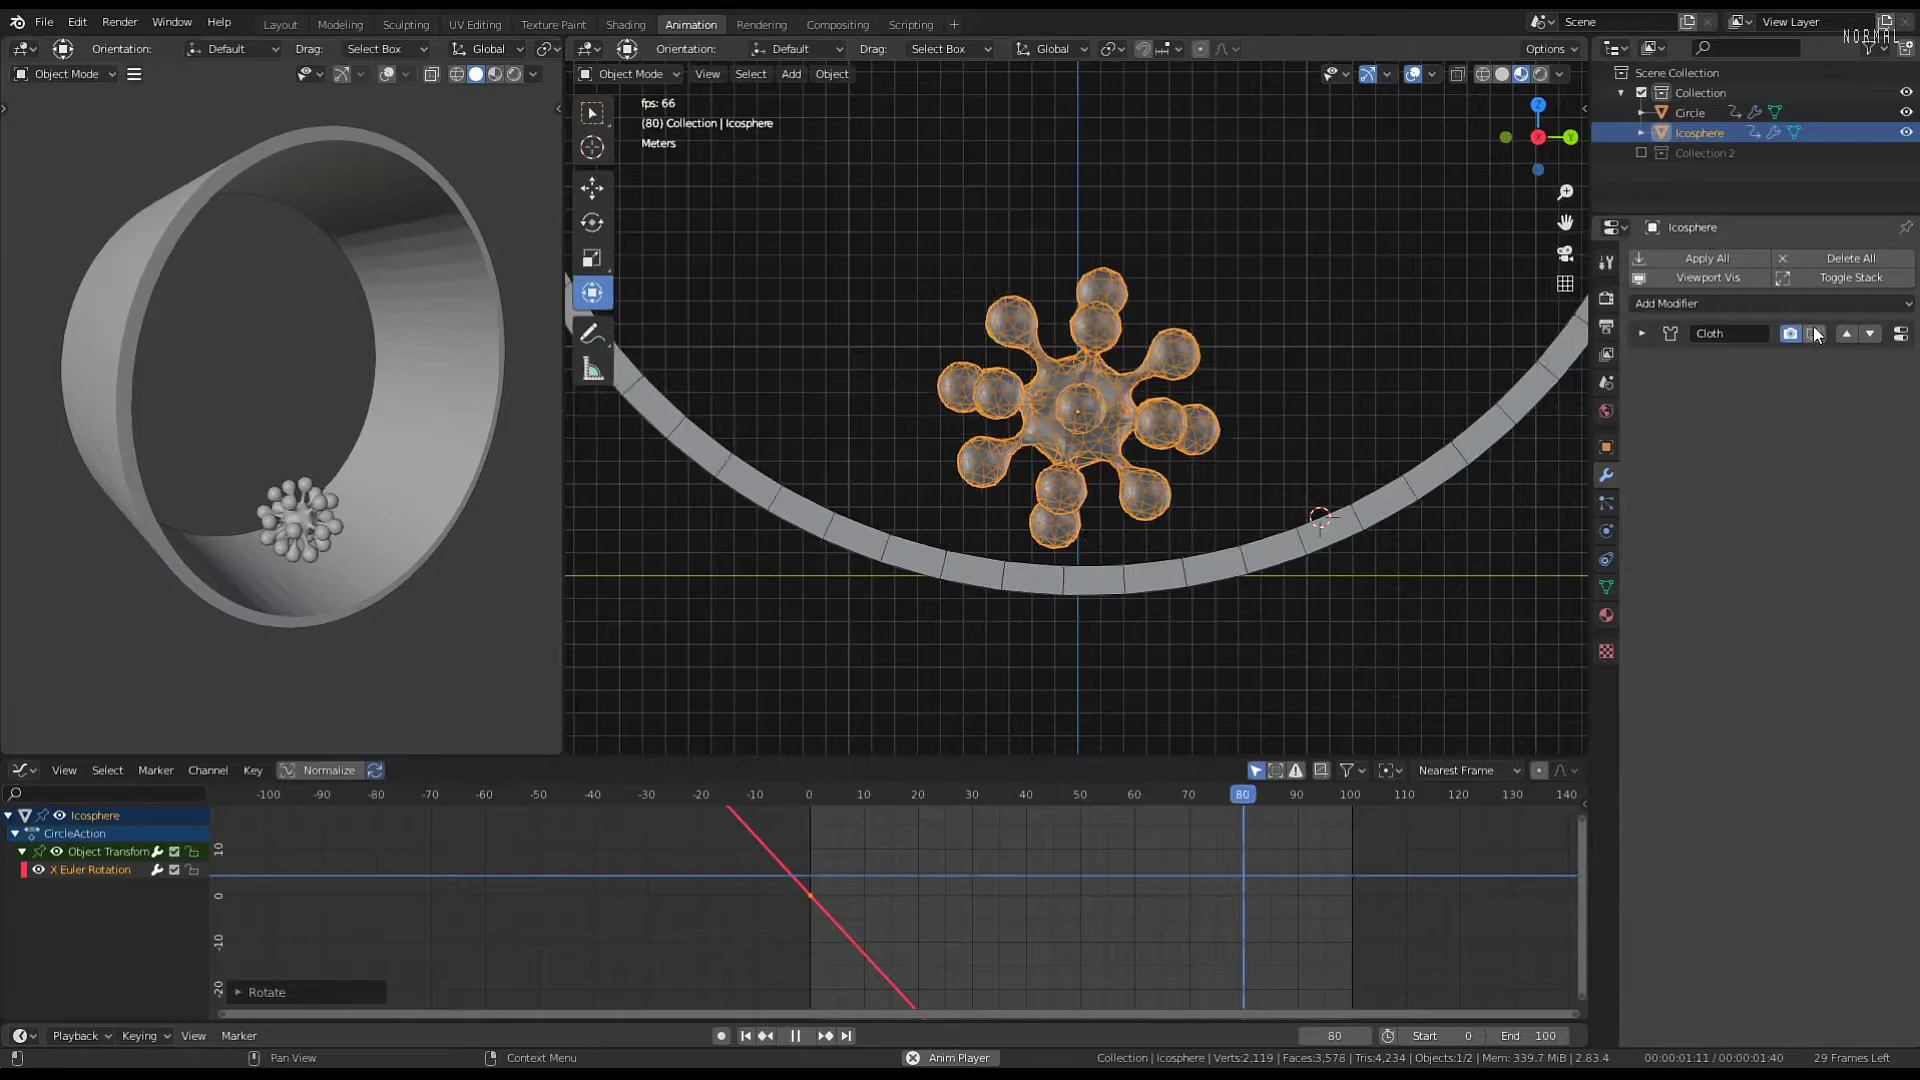 File Edit Render Window Help
Layout Modeling Sculpting UV Editing Texture Paint Shading Animation Rendering Compositing Scripting +
Scene
View Layer
NORMAL
Orientation: Default Drag: Select Box Global
Orientation: Default Drag: Select Box Global
Options
Object Mode
Object Mode View Select Add Object
Scene Collection
Collection
Circle
Icosphere
Collection 2
fps: 66
(80) Collection | Icosphere
Meters
Z
X
Y
Icosphere
Apply All
Delete All
Viewport Vis
Toggle Stack
Add Modifier
Cloth
View Select Marker Channel Key Normalize
Nearest Frame
-100 -90 -80 -70 -60 -50 -40 -30 -20 -10 0 10 20 30 40 50 60 70 80 90 100 110 120 130 140
Icosphere
CircleAction
Object Transform
X Euler Rotation
10
0
-10
-20
Rotate
Playback Keying View Marker
80
Start 0
End 100
Pan View
Context Menu
Anim Player
Collection | Icosphere | Verts:2,119 | Faces:3,578 | Tris:4,234 | Objects:1/2 | Mem: 339.7 MiB | 2.83.4
00:00:01:11 / 00:00:01:40
29 Frames Left